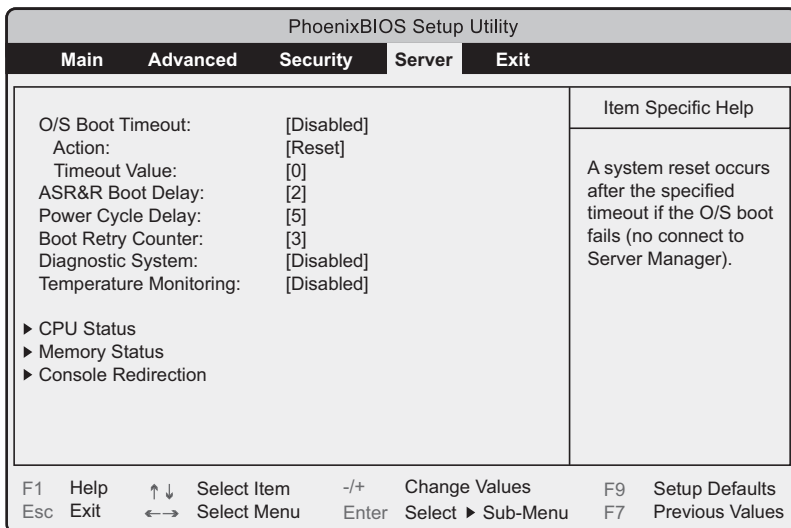 PhoenixBIOS Setup Utility
Main Advanced Security Server Exit
O/S Boot Timeout: [Disabled]
Action: [Reset]
Timeout Value: [0]
ASR&R Boot Delay: [2]
Power Cycle Delay: [5]
Boot Retry Counter: [3]
Diagnostic System: [Disabled]
Temperature Monitoring: [Disabled]
▶ CPU Status
▶ Memory Status
▶ Console Redirection
Item Specific Help
A system reset occurs
after the specified
timeout if the O/S boot
fails (no connect to
Server Manager).
F1 Help ↑↓ Select Item -/+ Change Values F9 Setup Defaults
Esc Exit ←→ Select Menu Enter Select ▶ Sub-Menu F7 Previous Values